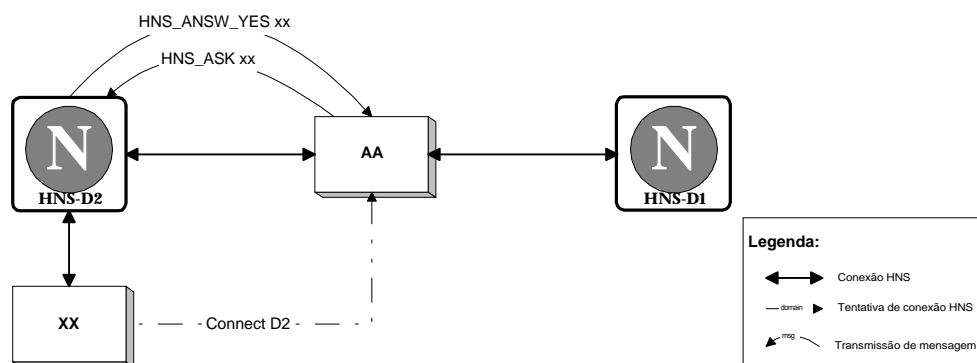 HNS_ANSW_YES xx
HNS_ASK xx
N
HNS-D2
AA
N
HNS-D1
XX
Connect D2
Legenda:
Conexão HNS
domain
Tentativa de conexão HNS
msg
Transmissão de mensagem